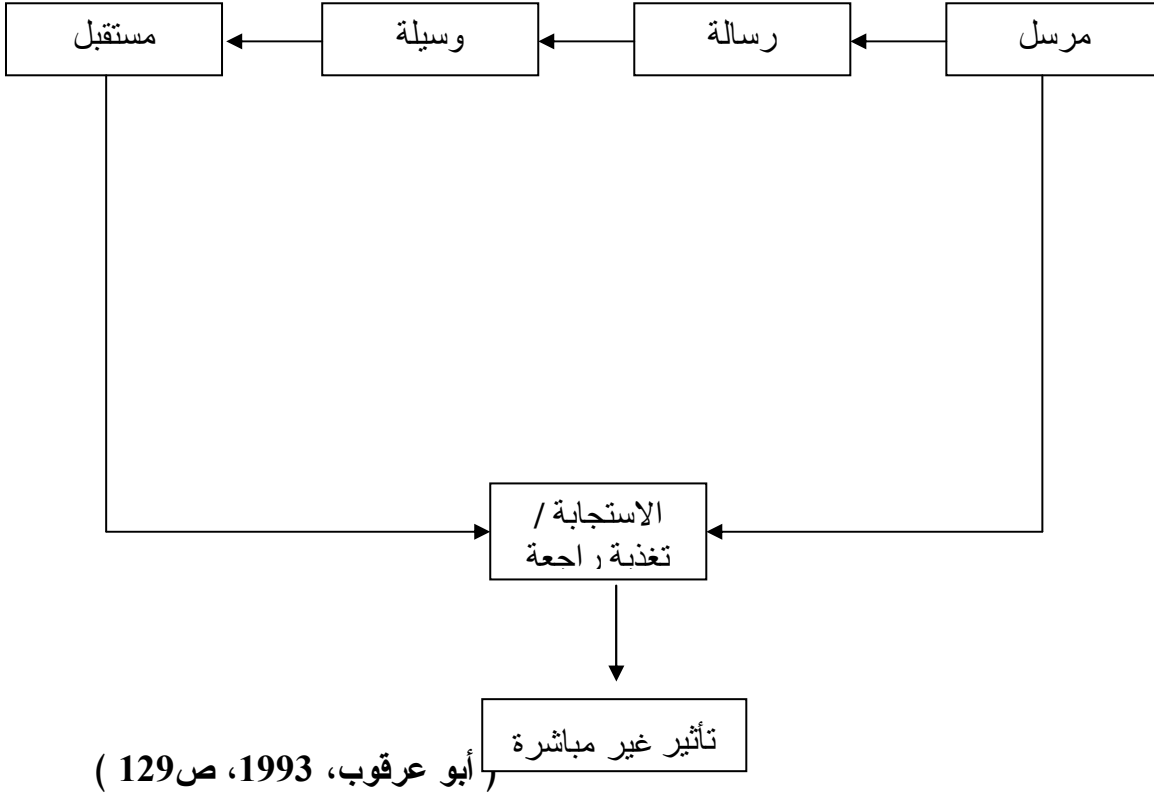 مرسل
رسالة
وسيلة
مستقبل
الاستجابة /
تغذية راجعة
تأثير غير مباشرة
( أبو عرقوب، 1993، ص129 )